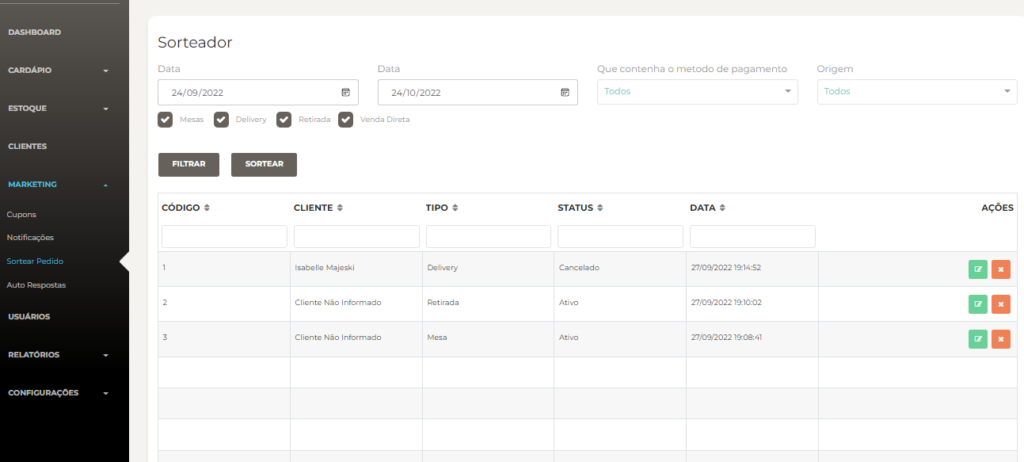 DASHBOARD
CARDÁPIO
ESTOQUE
CLIENTES
MARKETING
Cupons
Notificações
Sortear Pedido
Auto Respostas
USUÁRIOS
RELATÓRIOS
CONFIGURAÇÕES
Sorteador
Data Data Que contenha o metodo de pagamento Origem
24/09/2022 24/10/2022 Todos Todos
Mesas Delivery Retirada Venda Direta
FILTRAR SORTEAR
CÓDIGO CLIENTE TIPO STATUS DATA AÇÕES
1 Isabelle Majeski Delivery Cancelado 27/09/2022 19:14:52
2 Cliente Não Informado Retirada Ativo 27/09/2022 19:10:02
3 Cliente Não Informado Mesa Ativo 27/09/2022 19:08:41